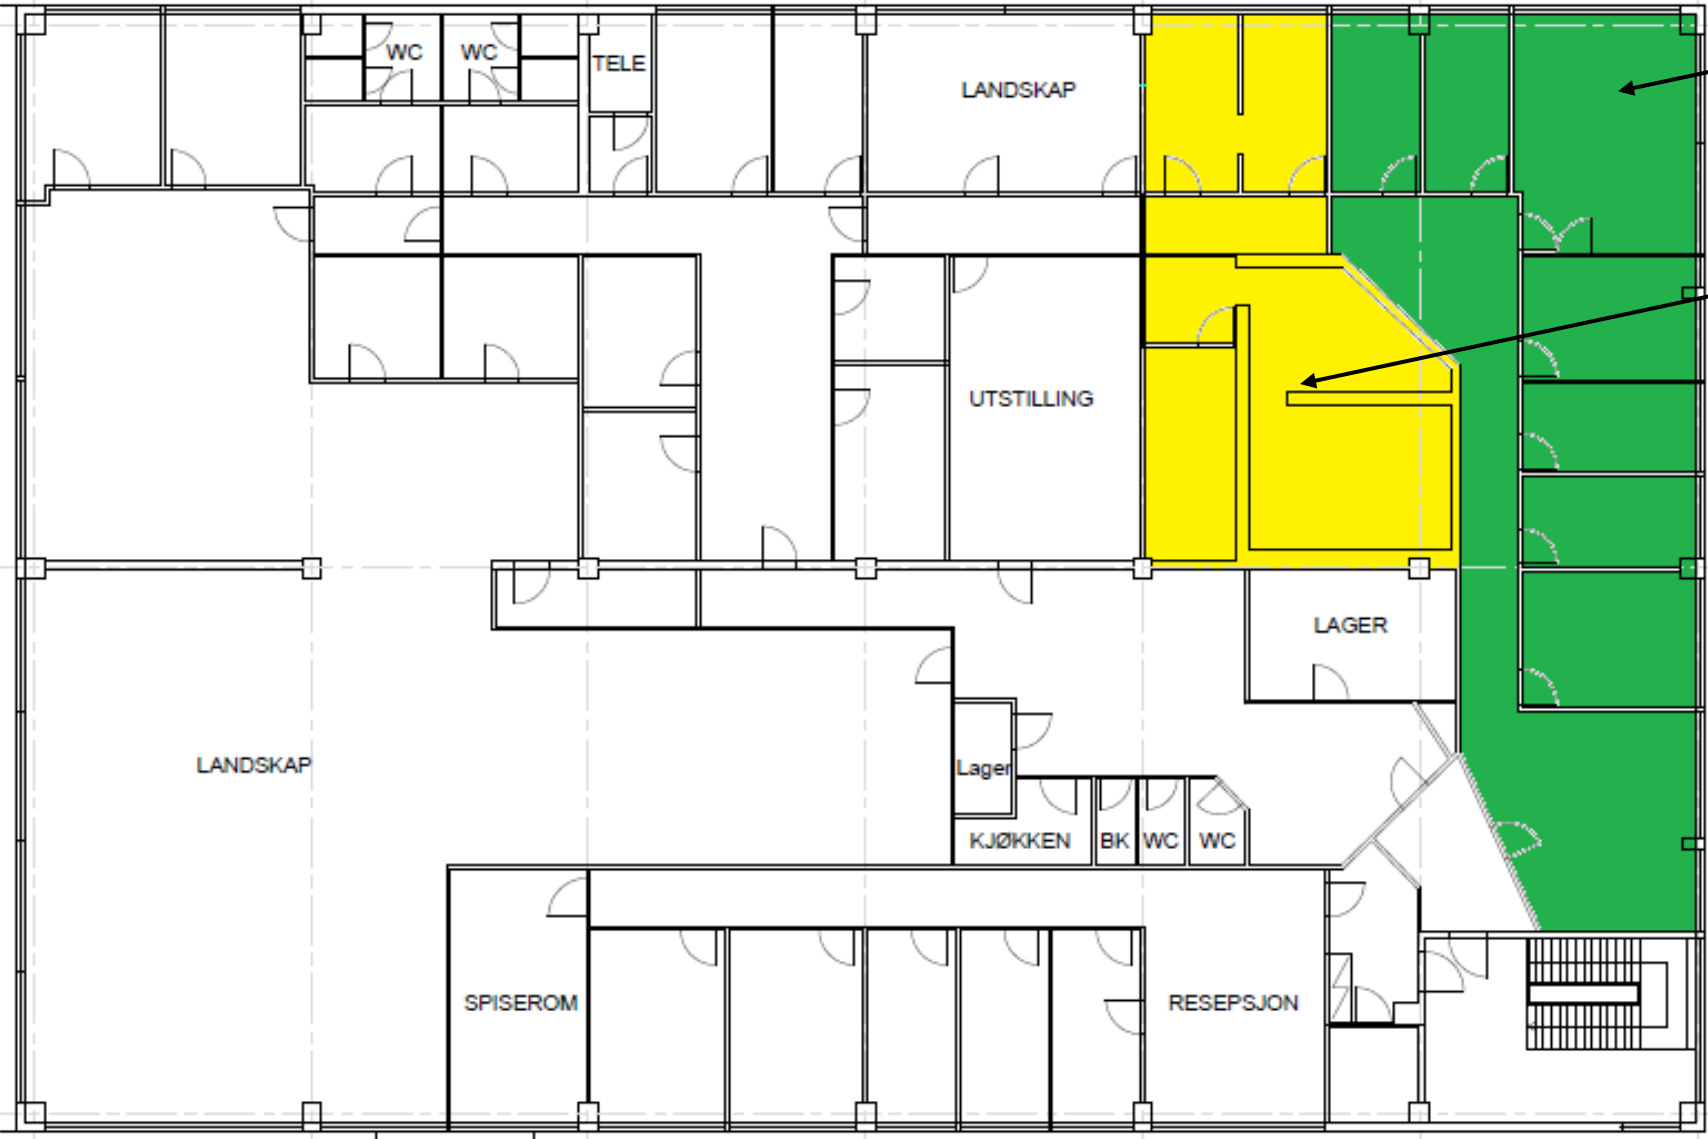 WC
WC
TELE
LANDSKAP
UTSTILLING
LAGER
LANDSKAP
Lager
KJØKKEN
BK
WC
WC
SPISEROM
RESEPSJON